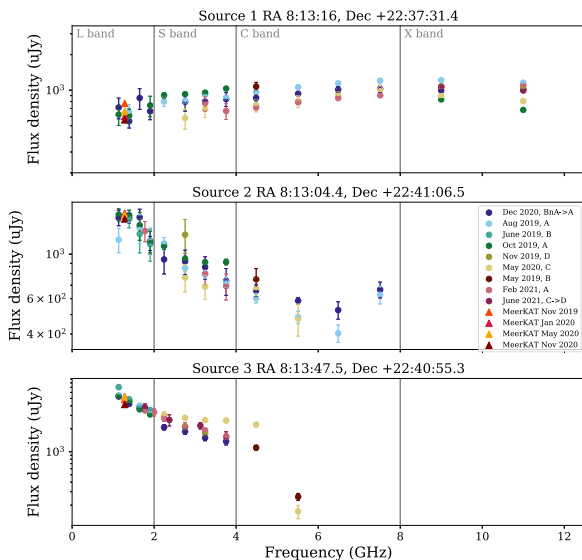 Source 1 RA 8:13:16, Dec +22:37:31.4
L band
S band
C band
X band
10³
Flux density (uJy)
Source 2 RA 8:13:04.4, Dec +22:41:06.5
10³
6 × 10²
4 × 10²
Flux density (uJy)
Dec 2020, BnA->A
Aug 2019, A
June 2019, B
Oct 2019, A
Nov 2019, D
May 2020, C
May 2019, B
Feb 2021, A
June 2021, C->D
MeerKAT Nov 2019
MeerKAT Jan 2020
MeerKAT May 2020
MeerKAT Nov 2020
Source 3 RA 8:13:47.5, Dec +22:40:55.3
10³
Flux density (uJy)
0 2 4 6 8 10 12
Frequency (GHz)